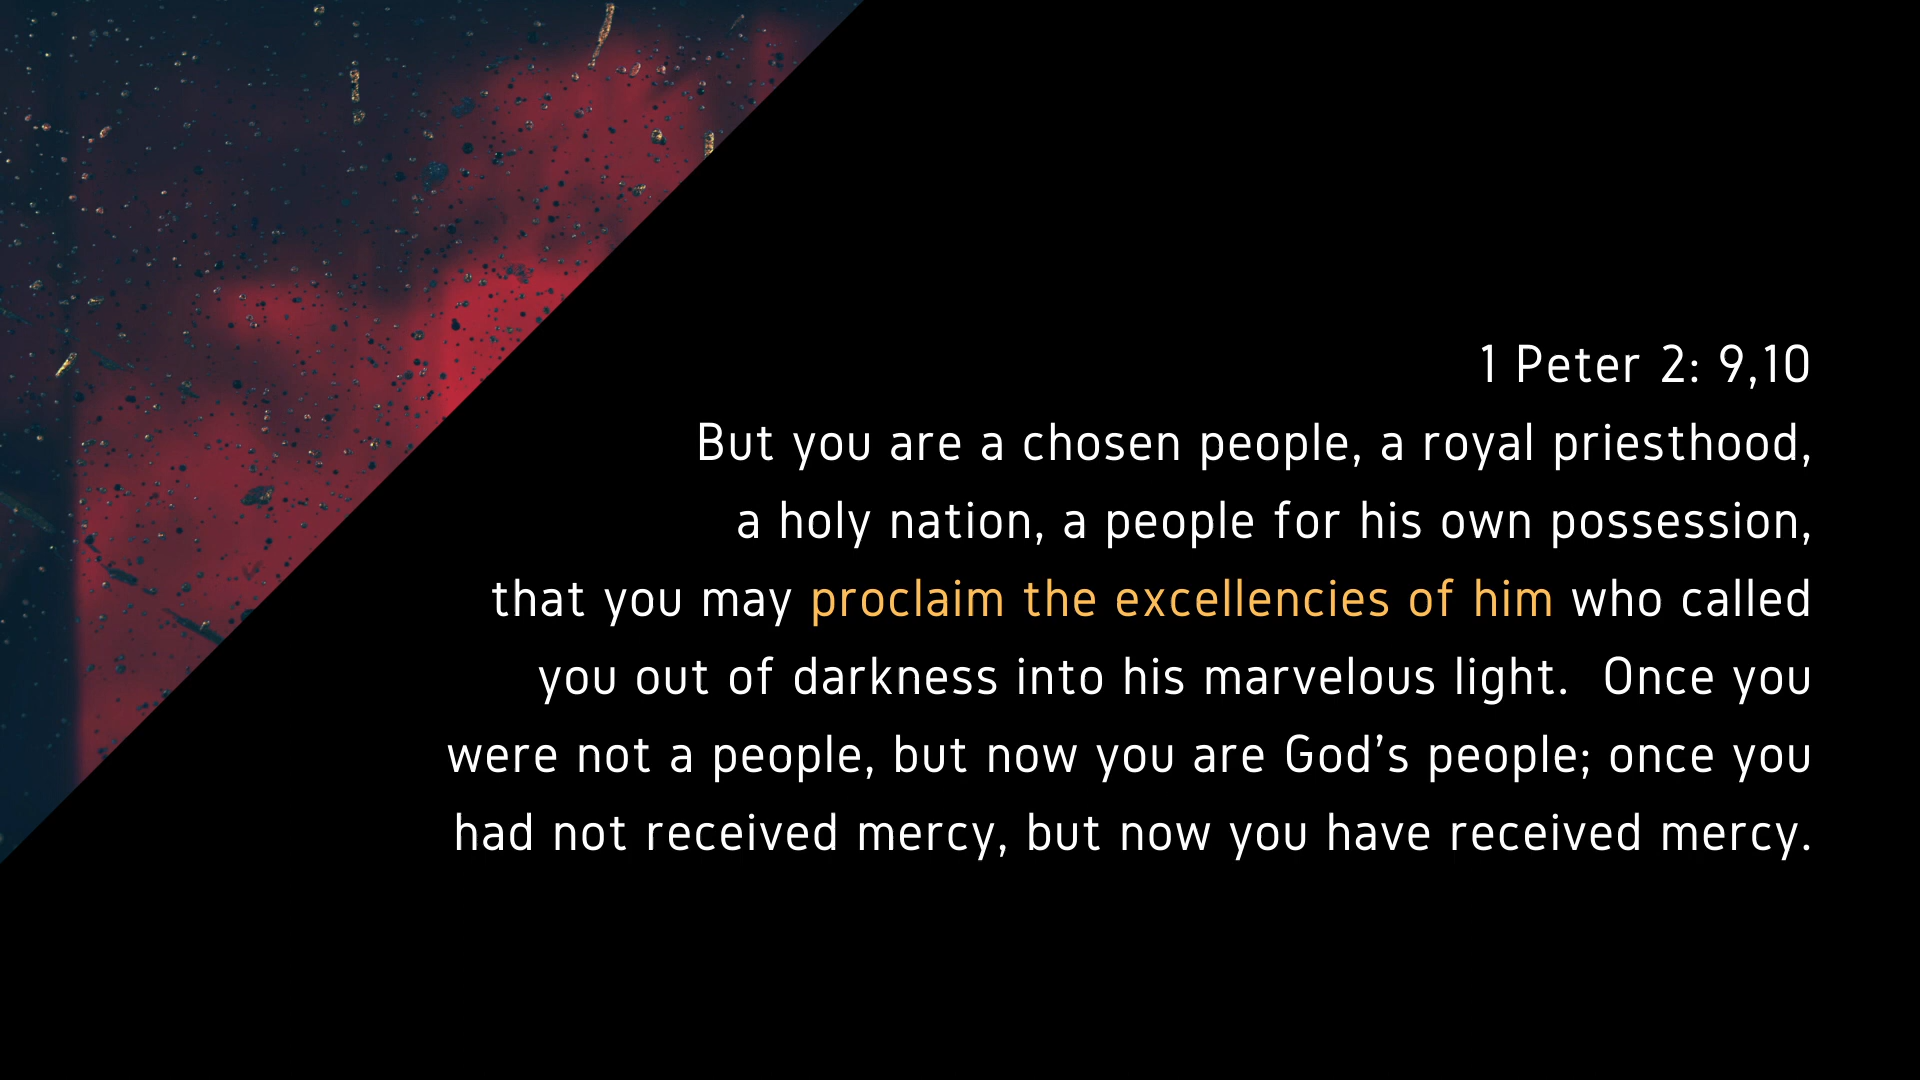 1 Peter 2: 9,10
But you are a chosen people, a royal priesthood,
a holy nation, a people for his own possession,
that you may proclaim the excellencies of him who called
you out of darkness into his marvelous light.  Once you
were not a people, but now you are God’s people; once you
had not received mercy, but now you have received mercy.